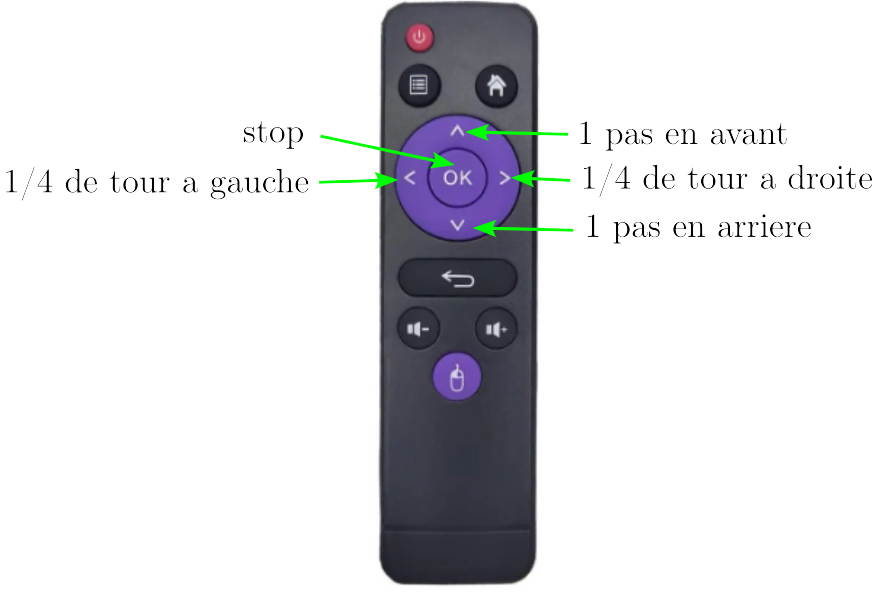 stop
1 pas en avant
1/4 de tour a gauche
OK
1/4 de tour a droite
1 pas en arriere